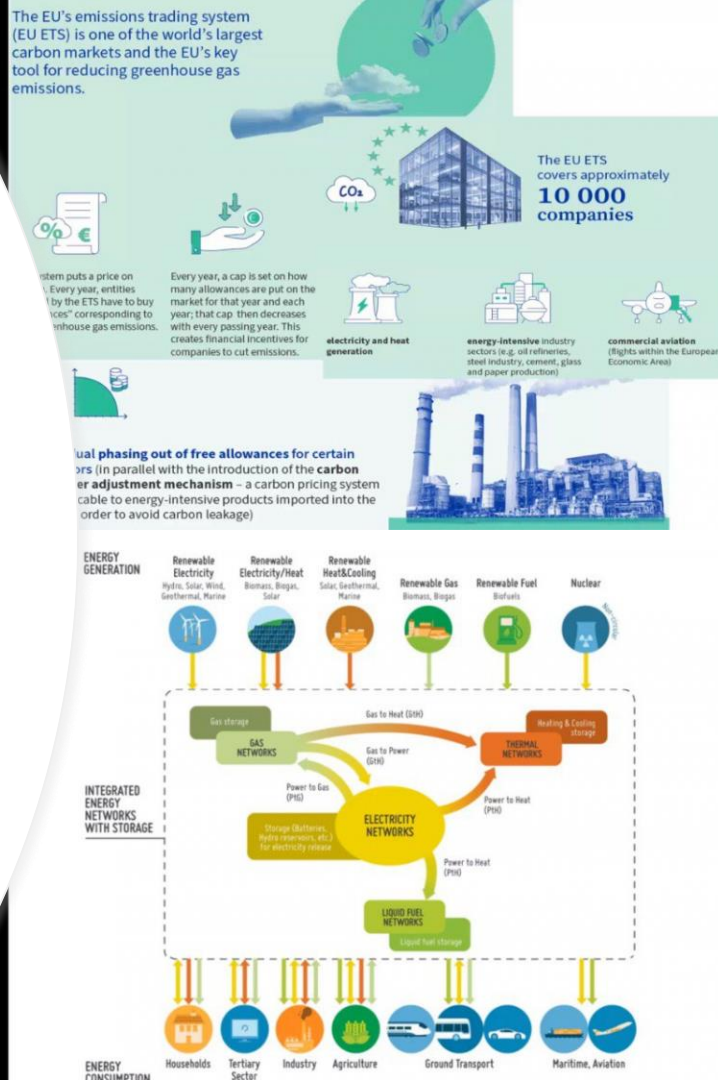 The EU's emissions trading system
(EU ETS) is one of the world's largest
carbon markets and the EU's key
tool for reducing greenhouse gas
emissions.
CO₂
The EU ETS
covers approximately
10 000
companies
% €
puts a price on
Every year, entities
by the ETS have to buy
corresponding to
gas emissions.
Every year, a cap is set on how
many allowances are put on the
market for that year and each
year; that cap then decreases
with every passing year. This
creates financial incentives for
companies to cut emissions.
electricity and heat
generation
energy-intensive industry
sectors (e.g. oil refineries,
steel industry, cement, glass
and paper production)
commercial aviation
(flights within the European
Economic Area)
phasing out of free allowances for certain
(in parallel with the introduction of the carbon
adjustment mechanism – a carbon pricing system
to energy-intensive products imported into the
order to avoid carbon leakage)
ENERGY
GENERATION
Renewable
Electricity
Hydro, Solar, Wind,
Geothermal, Marine
Renewable
Electricity/Heat
Biomass, Biogas,
Solar
Renewable
Heat&Cooling
Solar, Geothermal,
Marine
Renewable Gas
Biomass, Biogas
Renewable Fuel
Biofuels
Nuclear
Gas storage
GAS
NETWORKS
Gas to Heat (GtH)
Heating & Cooling
storage
THERMAL
NETWORKS
Gas to Power
(GtH)
Power to Gas
(PtG)
INTEGRATED
ENERGY
NETWORKS
WITH STORAGE
Storage (Batteries,
Hydro reservoirs, etc.)
for electricity release
ELECTRICITY
NETWORKS
Power to Heat
(PtH)
Power to Heat
(PtH)
LIQUID FUEL
NETWORKS
Liquid fuel storage
Households
Tertiary
Sector
Industry
Agriculture
Ground Transport
Maritime, Aviation
ENERGY
CONSUMPTION